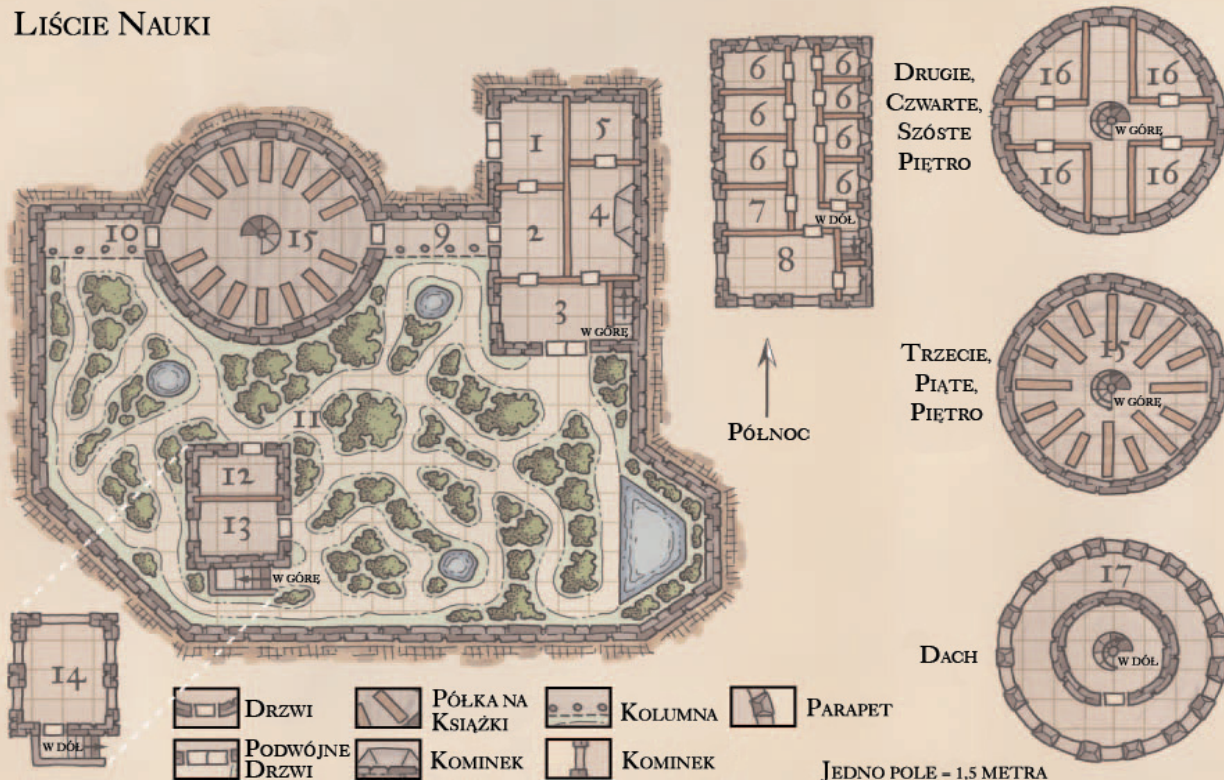 Liście Nauki
1
5
2
4
3
W GÓRĘ
10
15
9
11
12
13
W GÓRĘ
14
W DÓŁ
6
6
6
6
6
6
6
7
W DÓŁ
8
PÓŁNOC
Drugie,
Czwarte,
Szóste
Piętro
16
16
W GÓRĘ
16
16
Trzecie,
Piąte,
Piętro
15
W GÓRĘ
Dach
17
W DÓŁ
Drzwi
Półka na
Książki
Kolumna
Parapet
Podwójne
Drzwi
Kominek
Kominek
Jedno pole = 1,5 metra